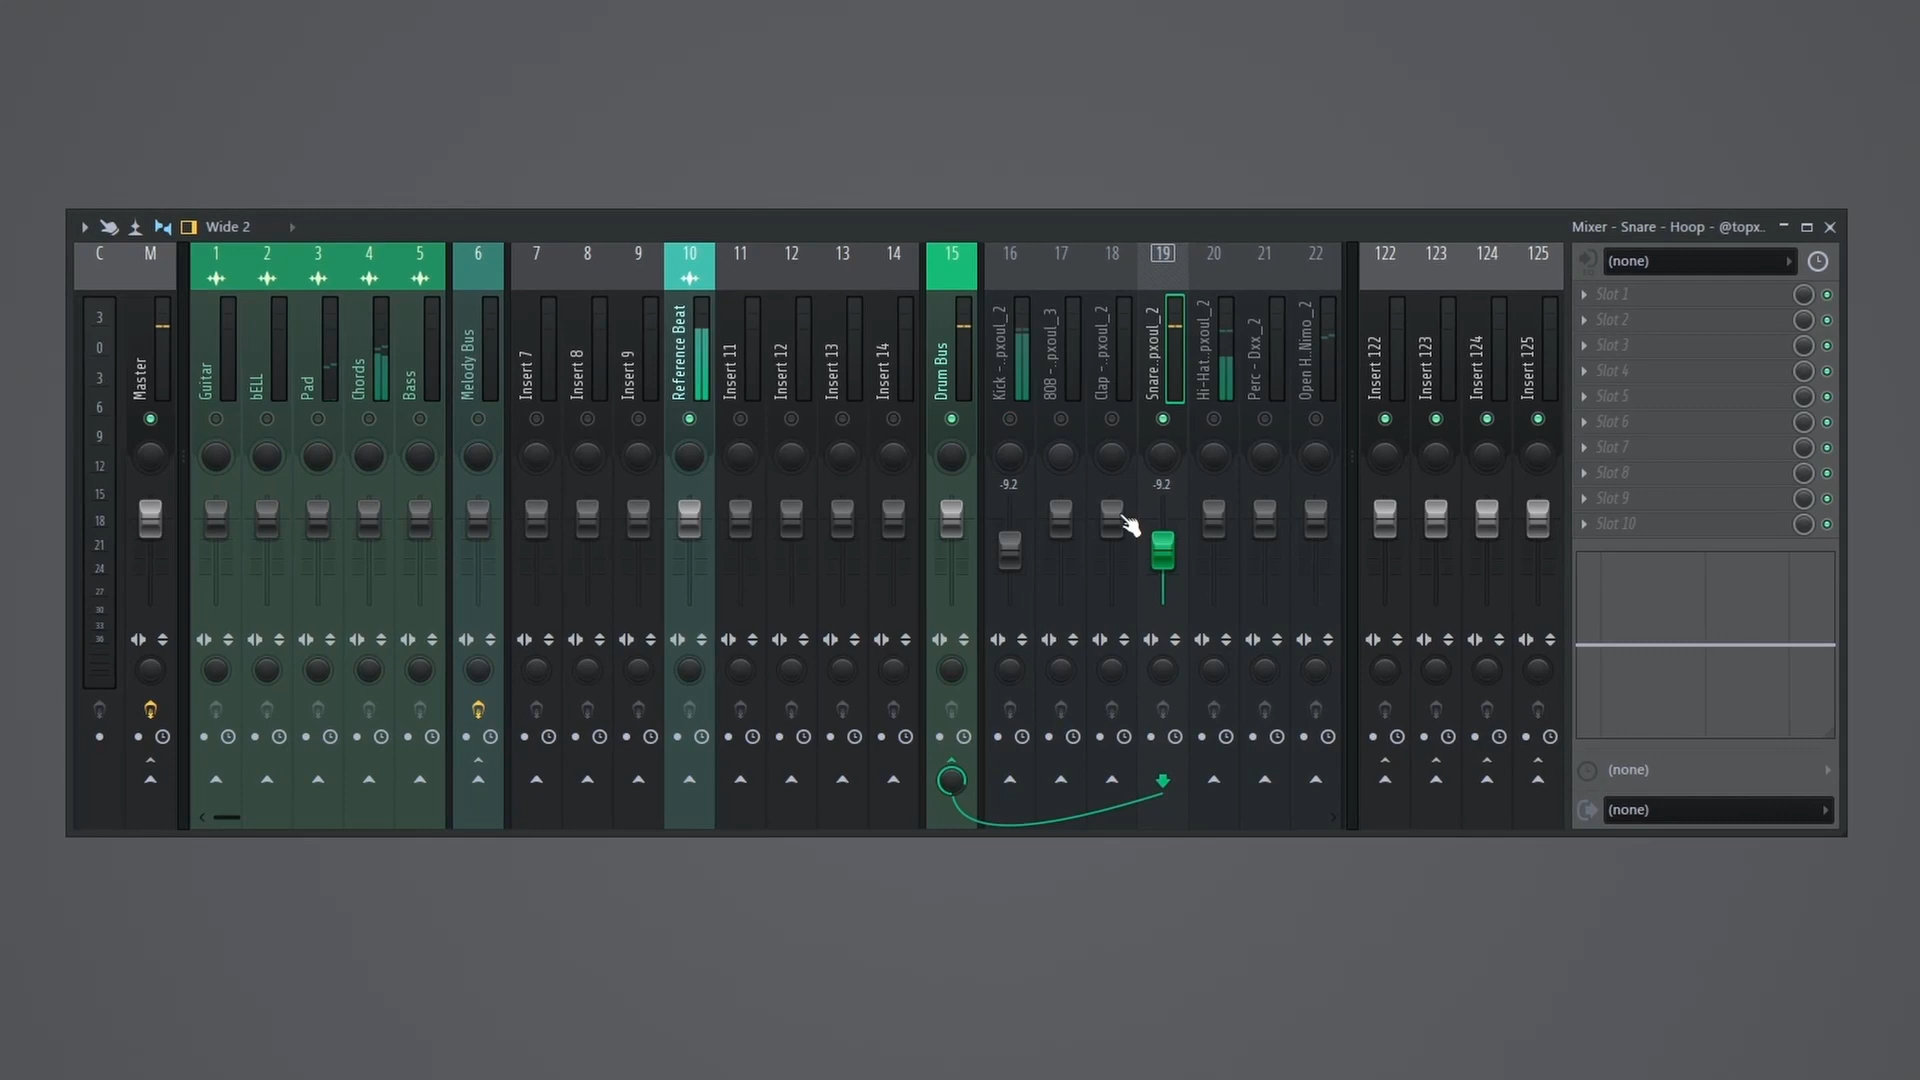 Wide 2
Mixer - Snare - Hoop - @topx..
C M 1 2 3 4 5 6 7 8 9 10 11 12 13 14 15 16 17 18 19 20 21 22 122 123 124 125
(none)
Slot 1
Slot 2
Slot 3
Slot 4
Slot 5
Slot 6
Slot 7
Slot 8
Slot 9
Slot 10
3
0
3
6
9
12
15
18
21
24
27
30
33
36
Master
Guitar
bELL
Pad
Chords
Bass
Melody Bus
Insert 7
Insert 8
Insert 9
Reference Beat
Insert 11
Insert 12
Insert 13
Insert 14
Drum Bus
Kick -..pxoul_2
808 -..pxoul_3
Clap -..pxoul_2
Snare..pxoul_2
Hi-Hat..pxoul_2
Perc - Dxx_2
Open H..Nimo_2
Insert 122
Insert 123
Insert 124
Insert 125
-9.2
-9.2
(none)
(none)